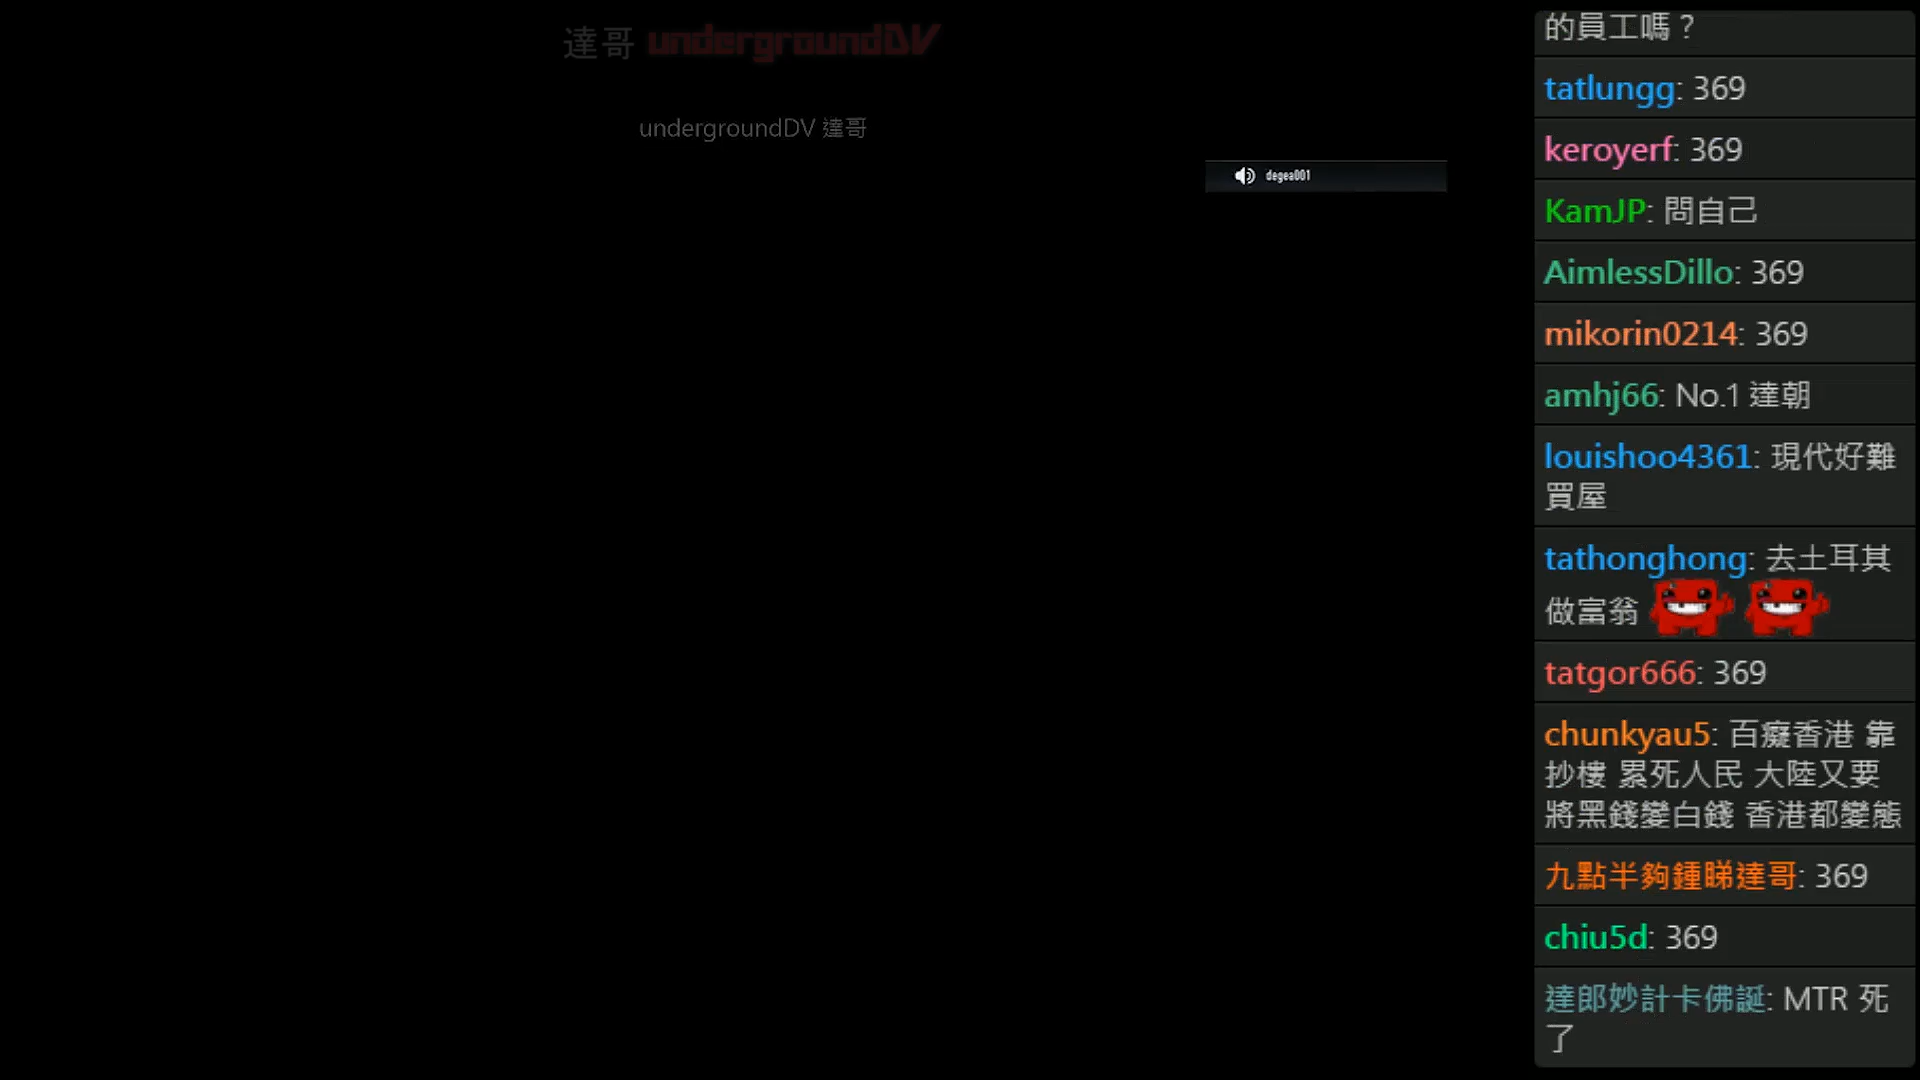 達哥 undergroundDV
undergroundDV 達哥
degea001
的員工嗎？
tatlungg: 369
keroyerf: 369
KamJP: 問自己
AimlessDillo: 369
mikorin0214: 369
amhj66: No.1 達朝
louishoo4361: 現代好難
買屋
tathonghong: 去土耳其
做富翁
tatgor666: 369
chunkyau5: 百癡香港 靠
抄樓 累死人民 大陸又要
將黑錢變白錢 香港都變態
九點半夠鍾睇達哥: 369
chiu5d: 369
達郎妙計卡佛誕: MTR 死
了